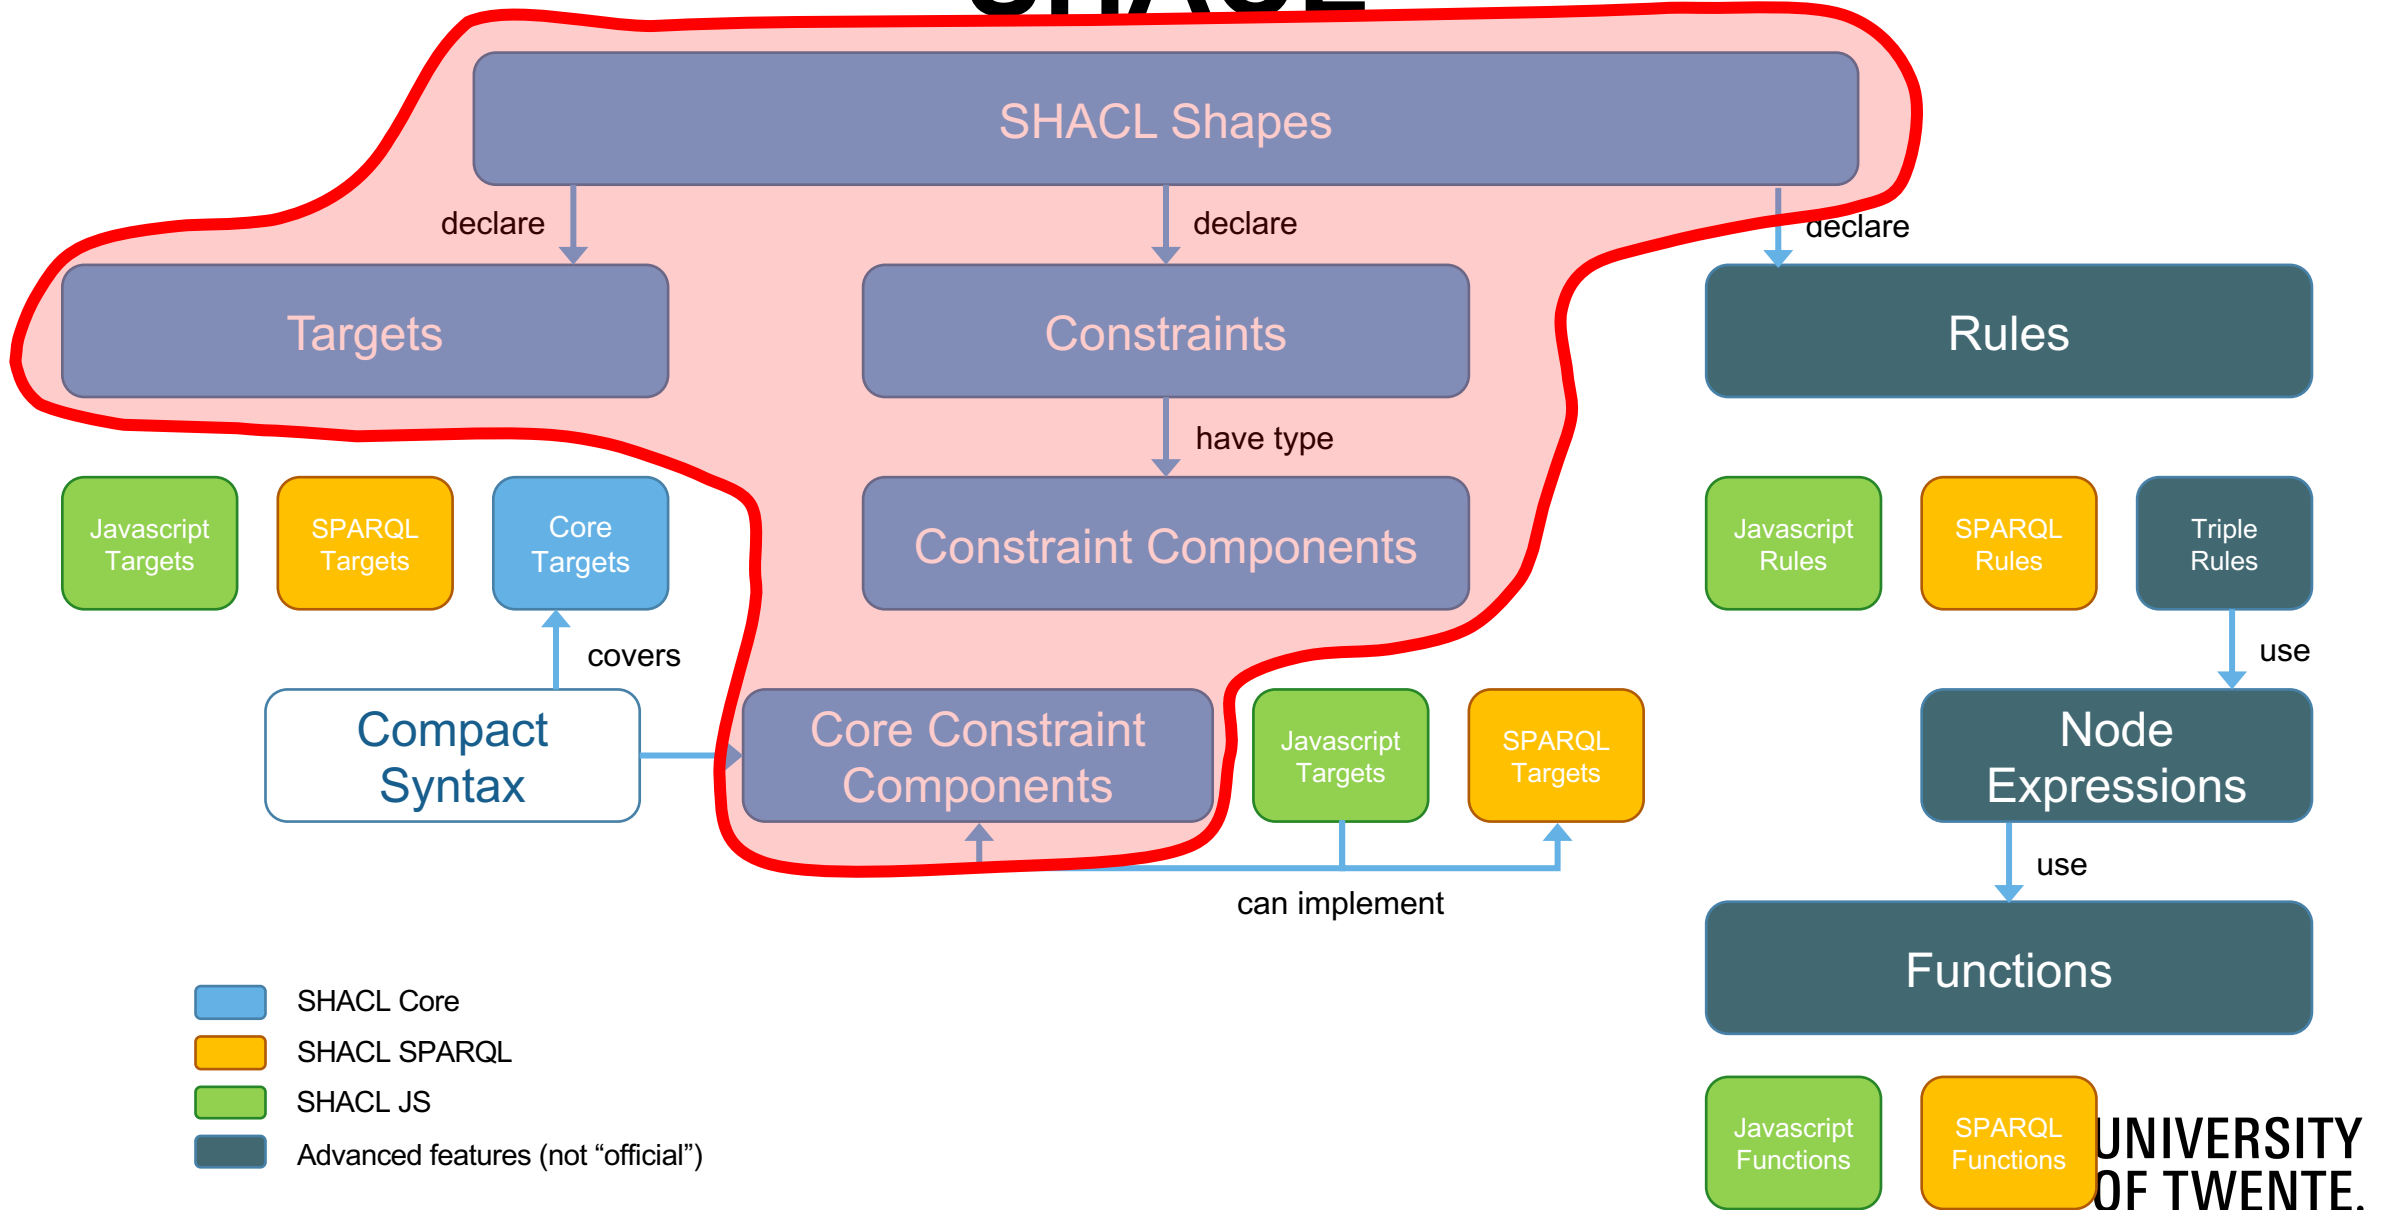 SHACL
SHACL Shapes
declare
declare
declare
Targets
Constraints
Rules
have type
Javascript
Targets
SPARQL
Targets
Core
Targets
Constraint Components
Javascript
Rules
SPARQL
Rules
Triple
Rules
covers
use
Compact
Syntax
Core Constraint
Components
Javascript
Targets
SPARQL
Targets
Node
Expressions
can implement
use
Functions
SHACL Core
SHACL SPARQL
SHACL JS
Advanced features (not “official”)
Javascript
Functions
SPARQL
Functions
UNIVERSITY
OF TWENTE.